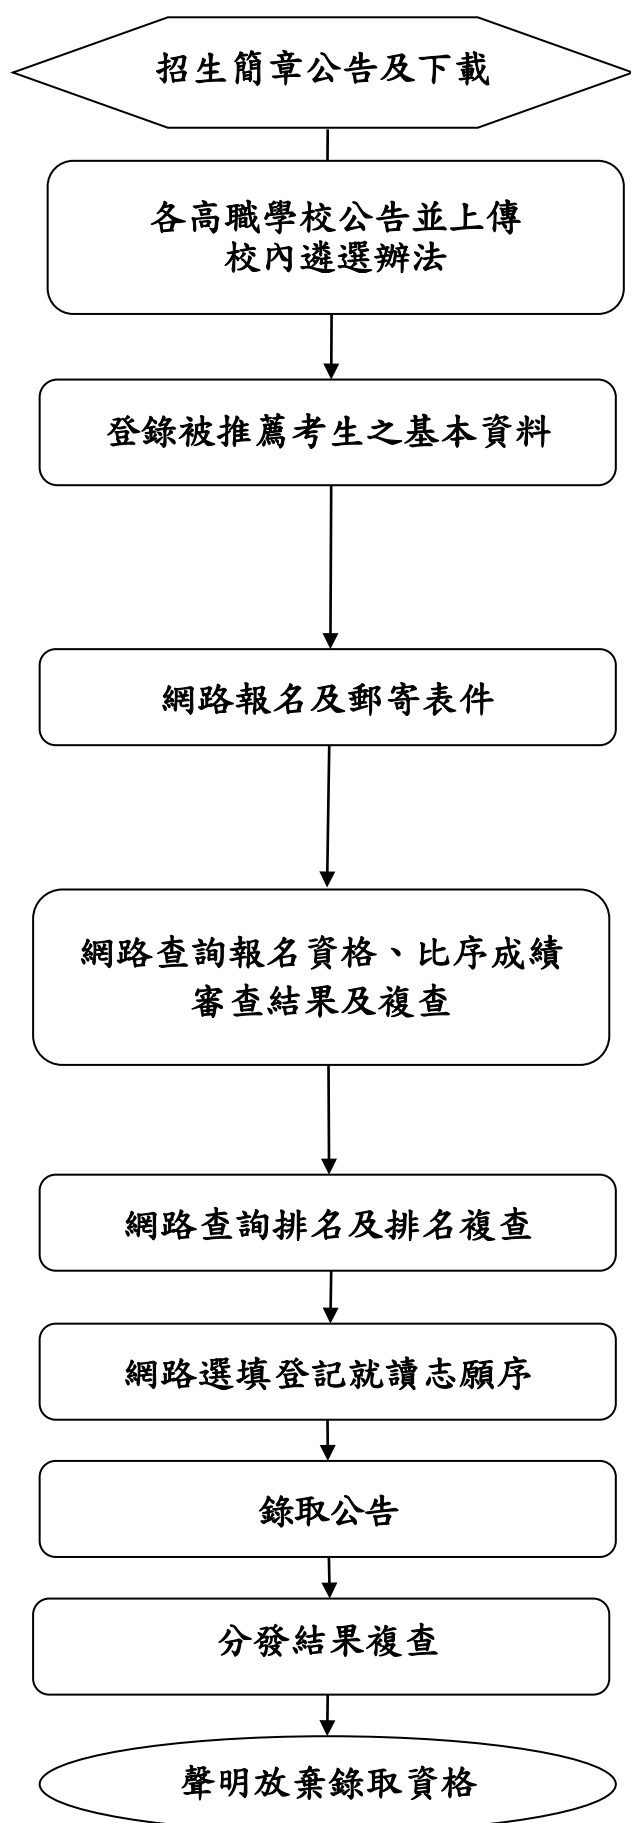 招生簡章公告及下載
各高職學校公告並上傳
校內遴選辦法
登錄被推薦考生之基本資料
網路報名及郵寄表件
網路查詢報名資格、比序成績
審查結果及複查
網路查詢排名及排名複查
網路選填登記就讀志願序
錄取公告
分發結果複查
聲明放棄錄取資格